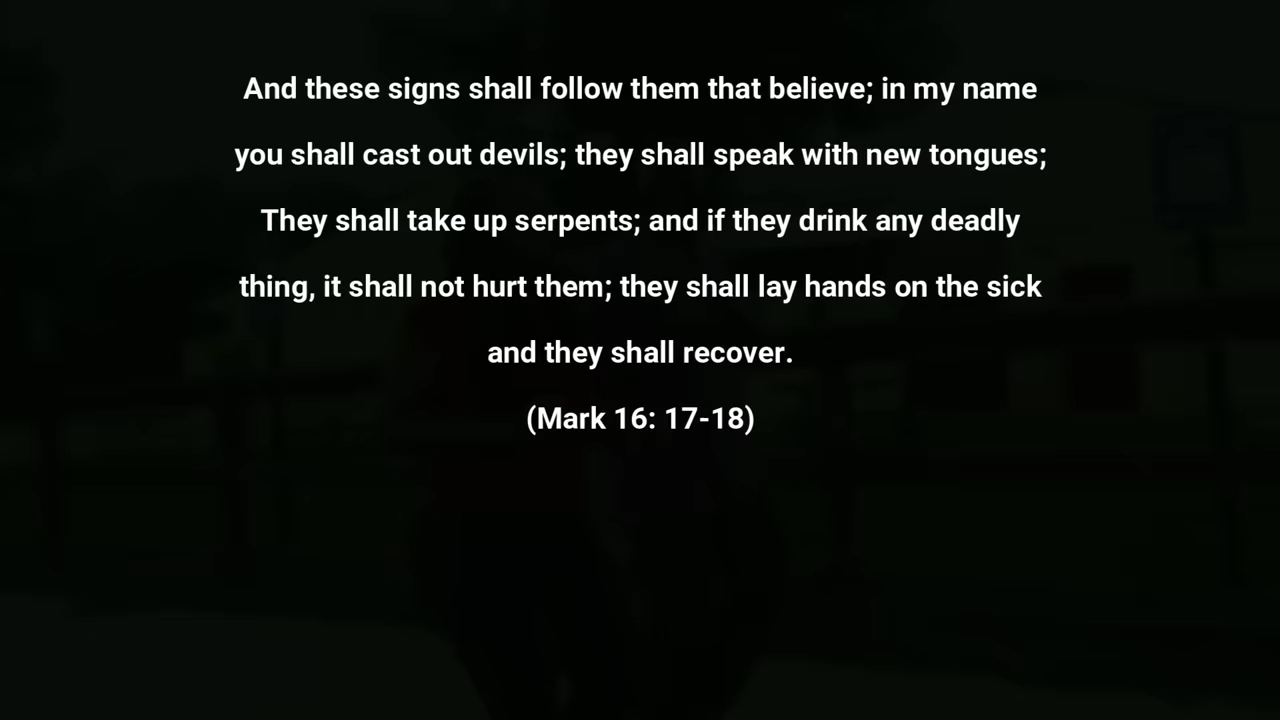 And these signs shall follow them that believe; in my name
you shall cast out devils; they shall speak with new tongues;
They shall take up serpents; and if they drink any deadly
thing, it shall not hurt them; they shall lay hands on the sick
and they shall recover.
(Mark 16: 17-18)